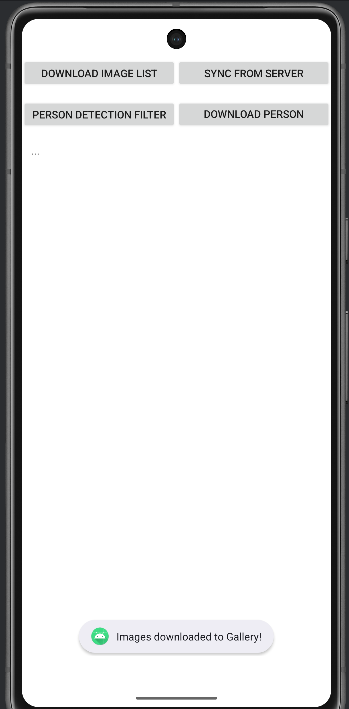 DOWNLOAD IMAGE LIST
SYNC FROM SERVER
PERSON DETECTION FILTER
DOWNLOAD PERSON
...
Images downloaded to Gallery!